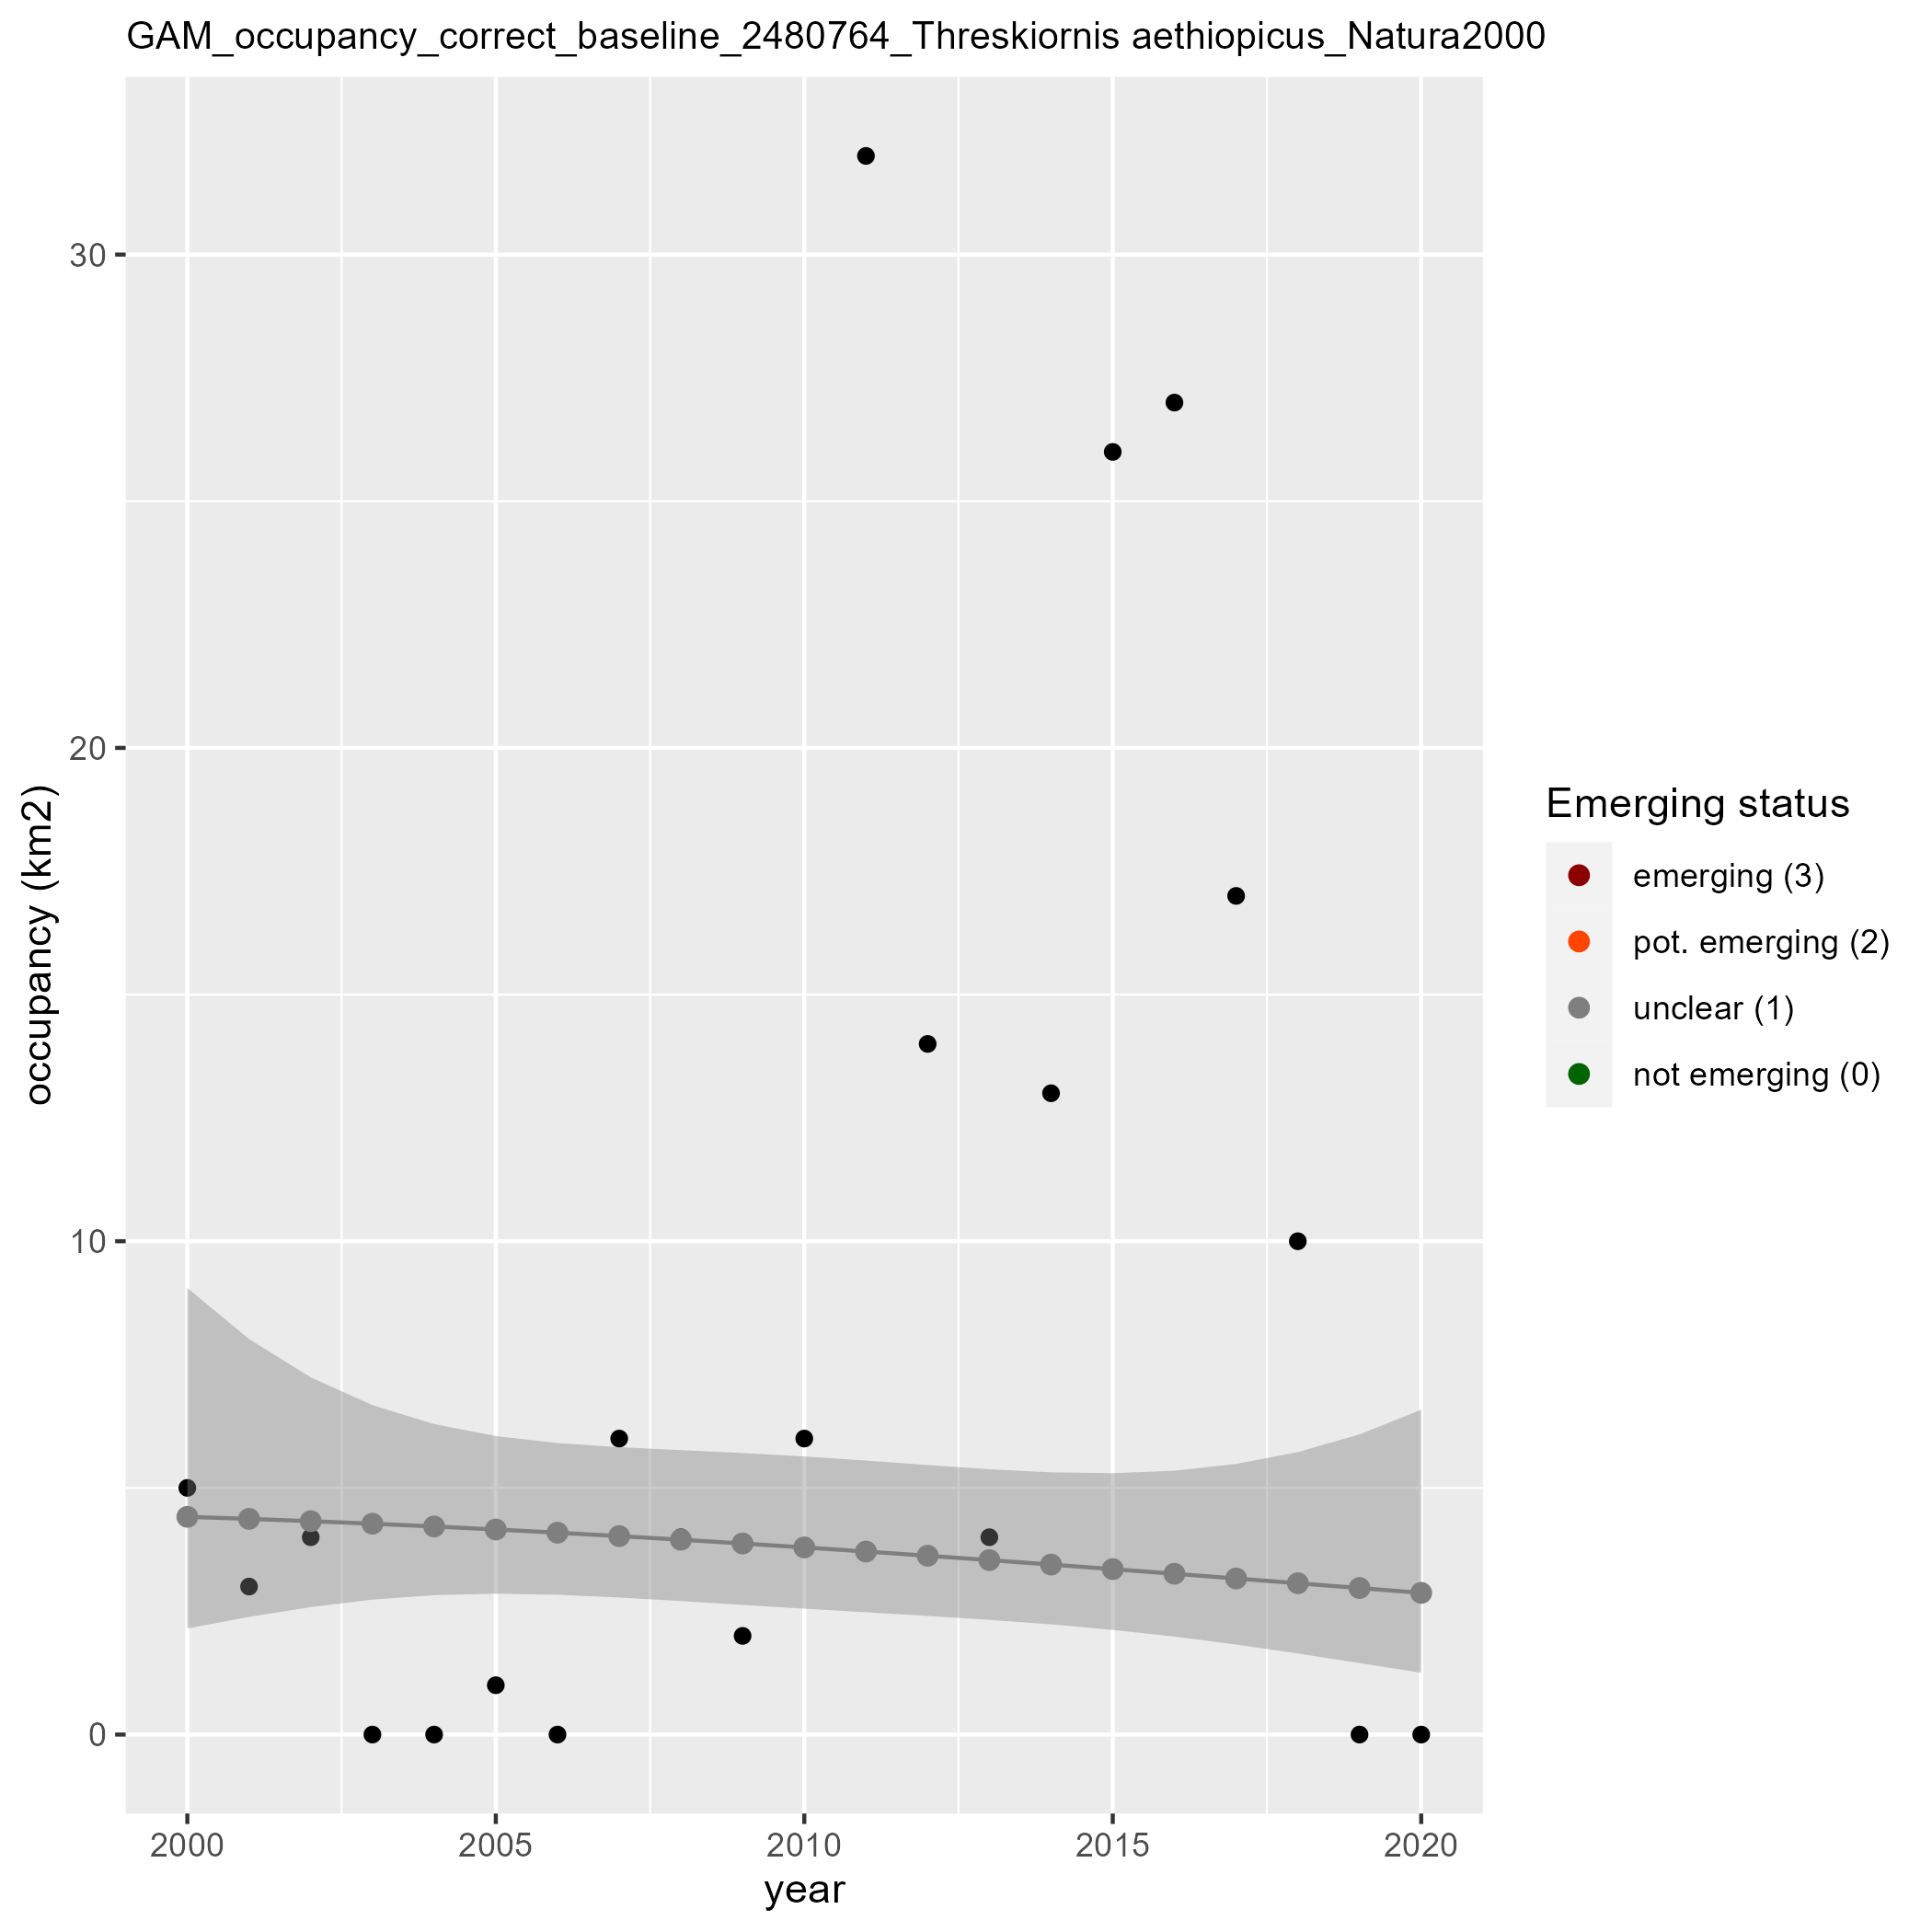 GAM_occupancy_correct_baseline_2480764_Threskiornis aethiopicus_Natura2000
30
20
10
0
occupancy (km2)
2000 2005 2010 2015 2020
year
Emerging status
emerging (3)
pot. emerging (2)
unclear (1)
not emerging (0)